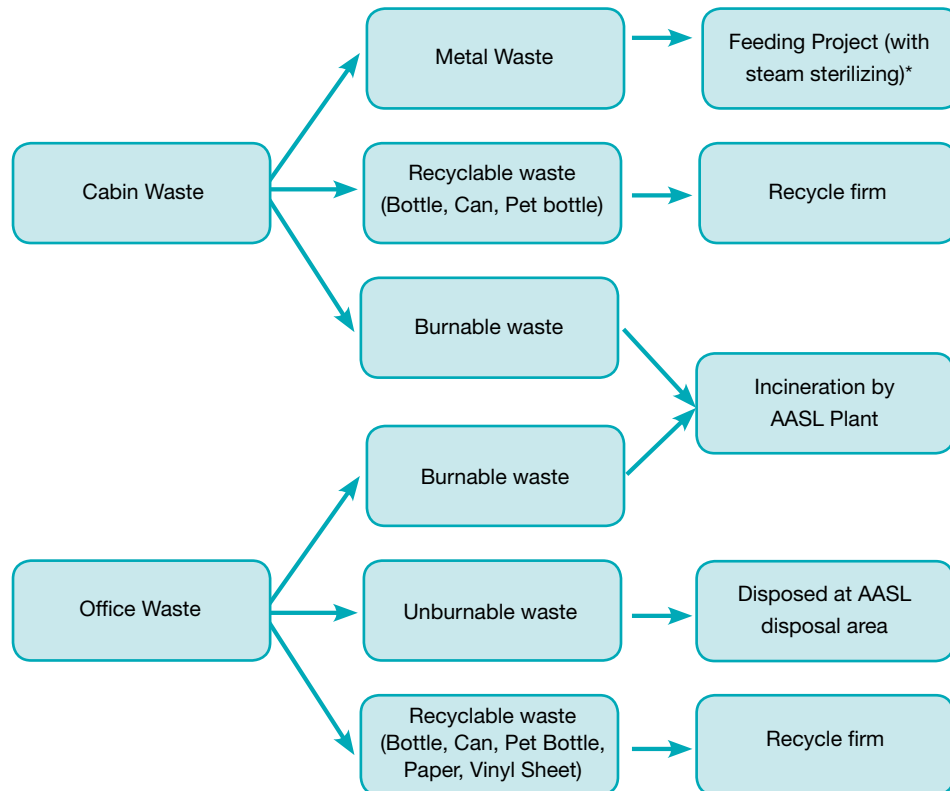 Cabin Waste
Metal Waste
Feeding Project (with
steam sterilizing)*
Recyclable waste
(Bottle, Can, Pet bottle)
Recycle firm
Burnable waste
Incineration by
AASL Plant
Office Waste
Burnable waste
Unburnable waste
Disposed at AASL
disposal area
Recyclable waste
(Bottle, Can, Pet Bottle,
Paper, Vinyl Sheet)
Recycle firm